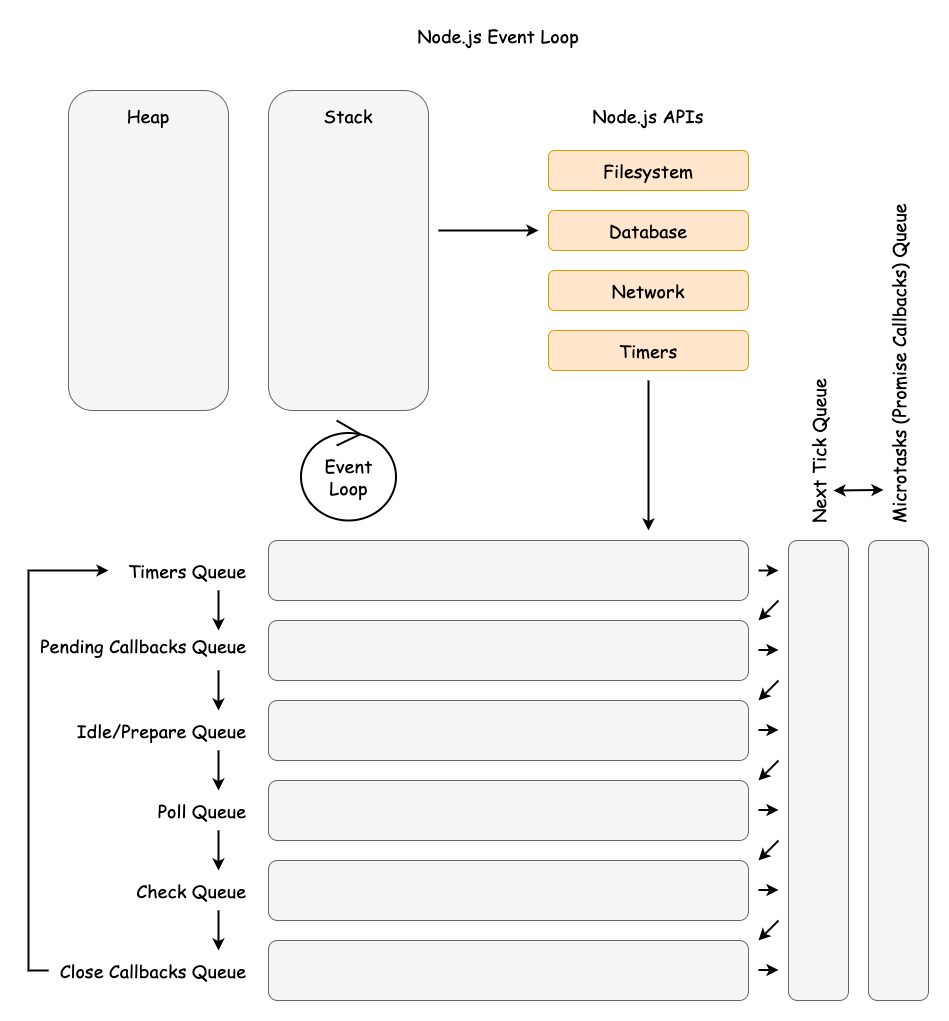 Node.js Event Loop
Heap
Stack
Node.js APIs
Filesystem
Database
Network
Timers
Event
Loop
Next Tick Queue
Microtasks (Promise Callbacks) Queue
Timers Queue
Pending Callbacks Queue
Idle/Prepare Queue
Poll Queue
Check Queue
Close Callbacks Queue